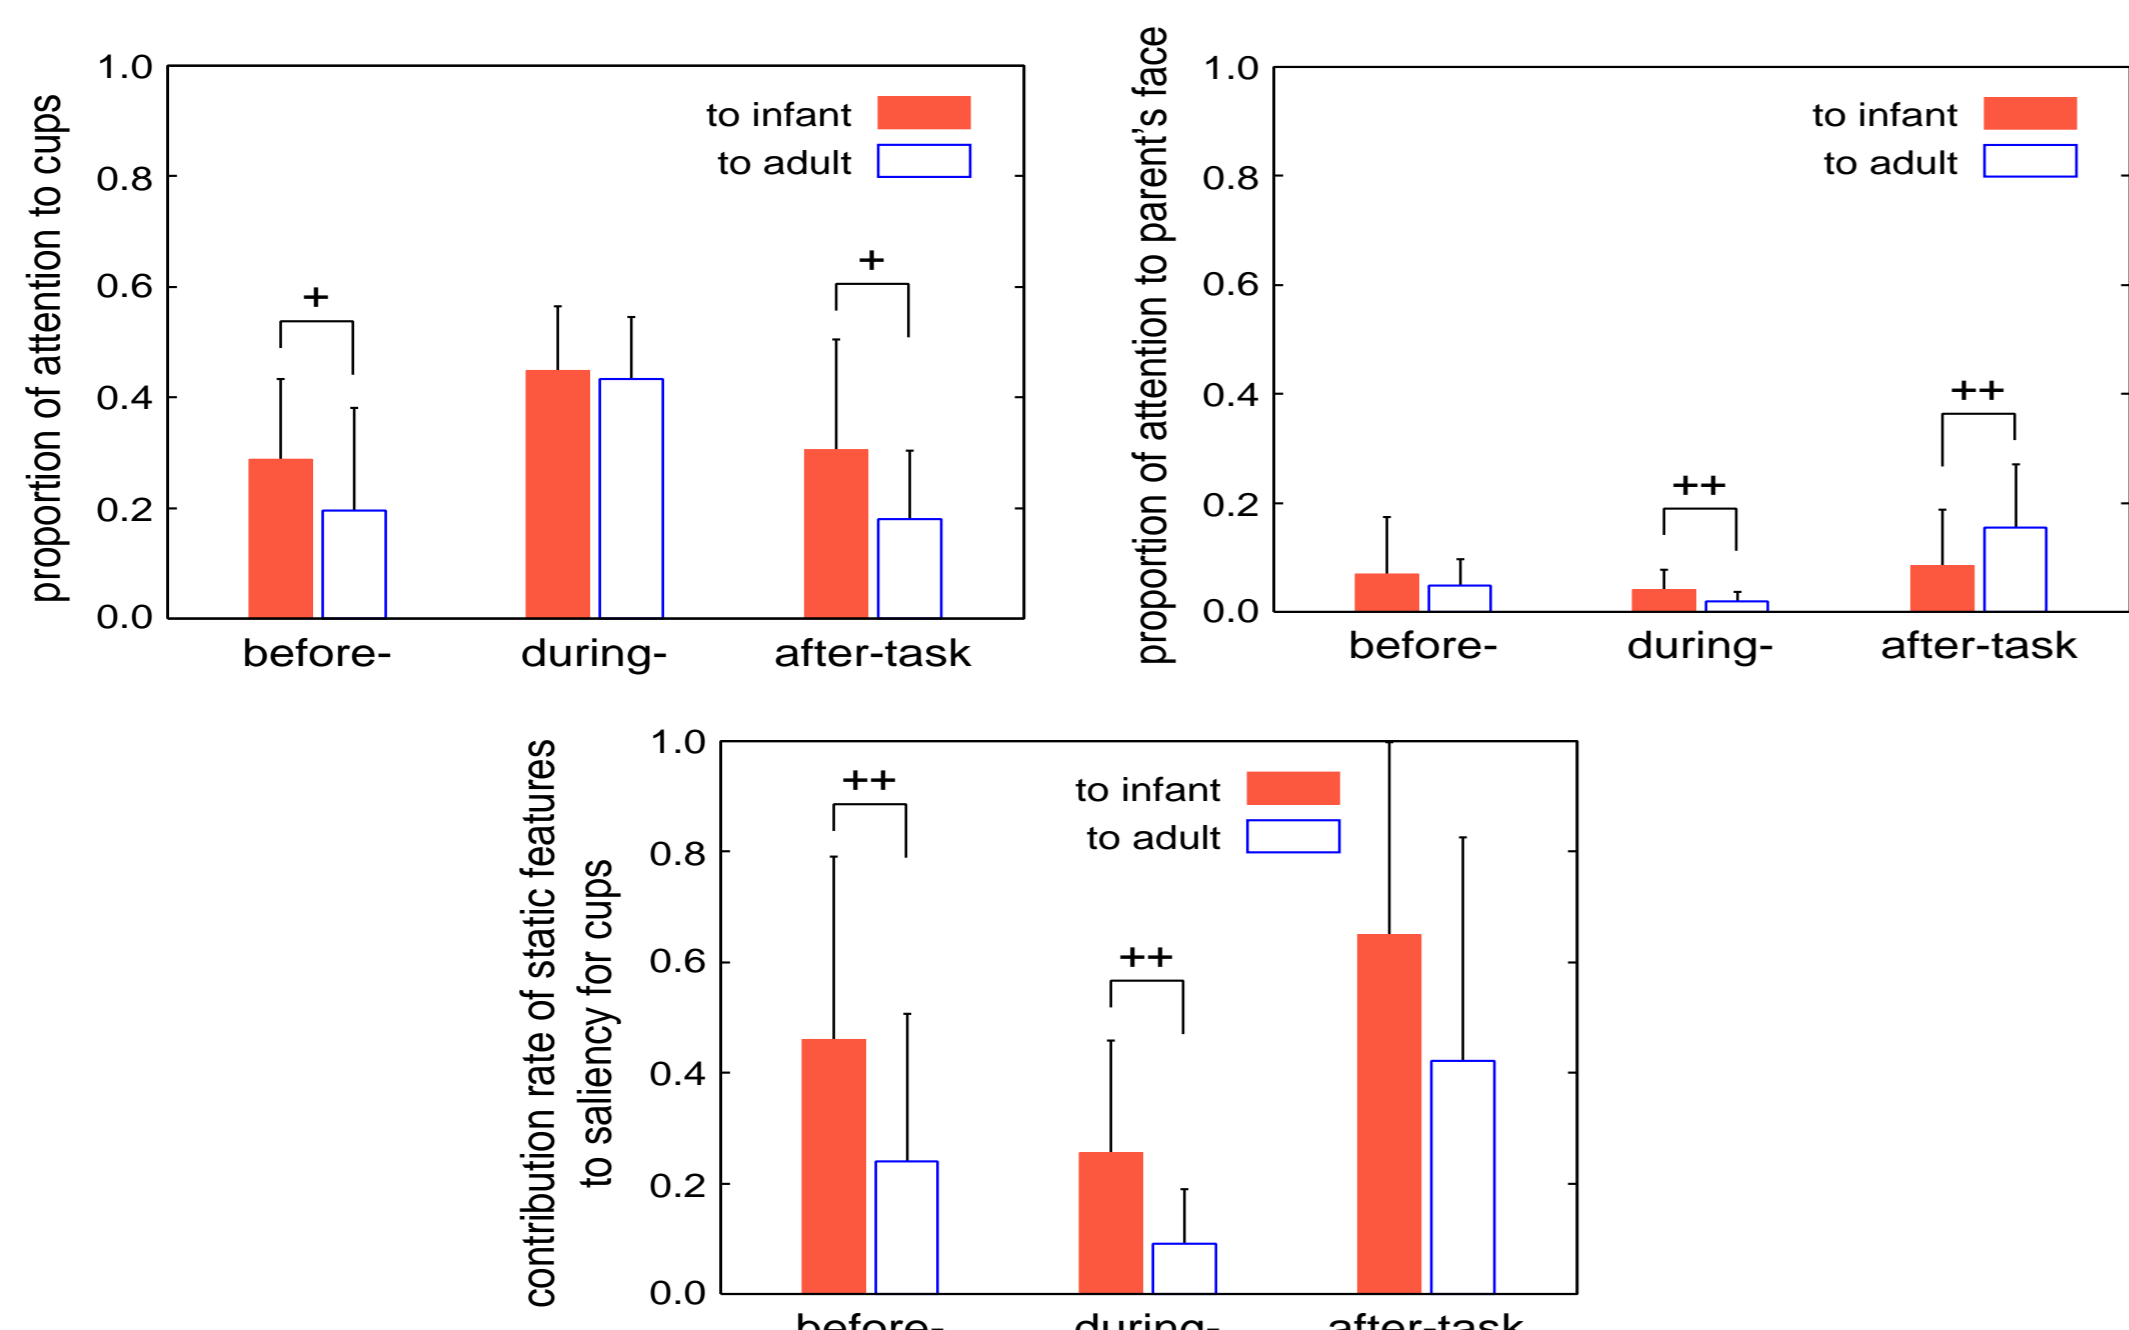 proportion of attention to cups
1.0
0.8
0.6
0.4
0.2
0.0
to infant
to adult
+
+
before-
during-
after-task
proportion of attention to parent's face
1.0
0.8
0.6
0.4
0.2
0.0
to infant
to adult
++
++
before-
during-
after-task
contribution rate of static features
to saliency for cups
1.0
0.8
0.6
0.4
0.2
0.0
to infant
to adult
++
++
before-
during-
after-task